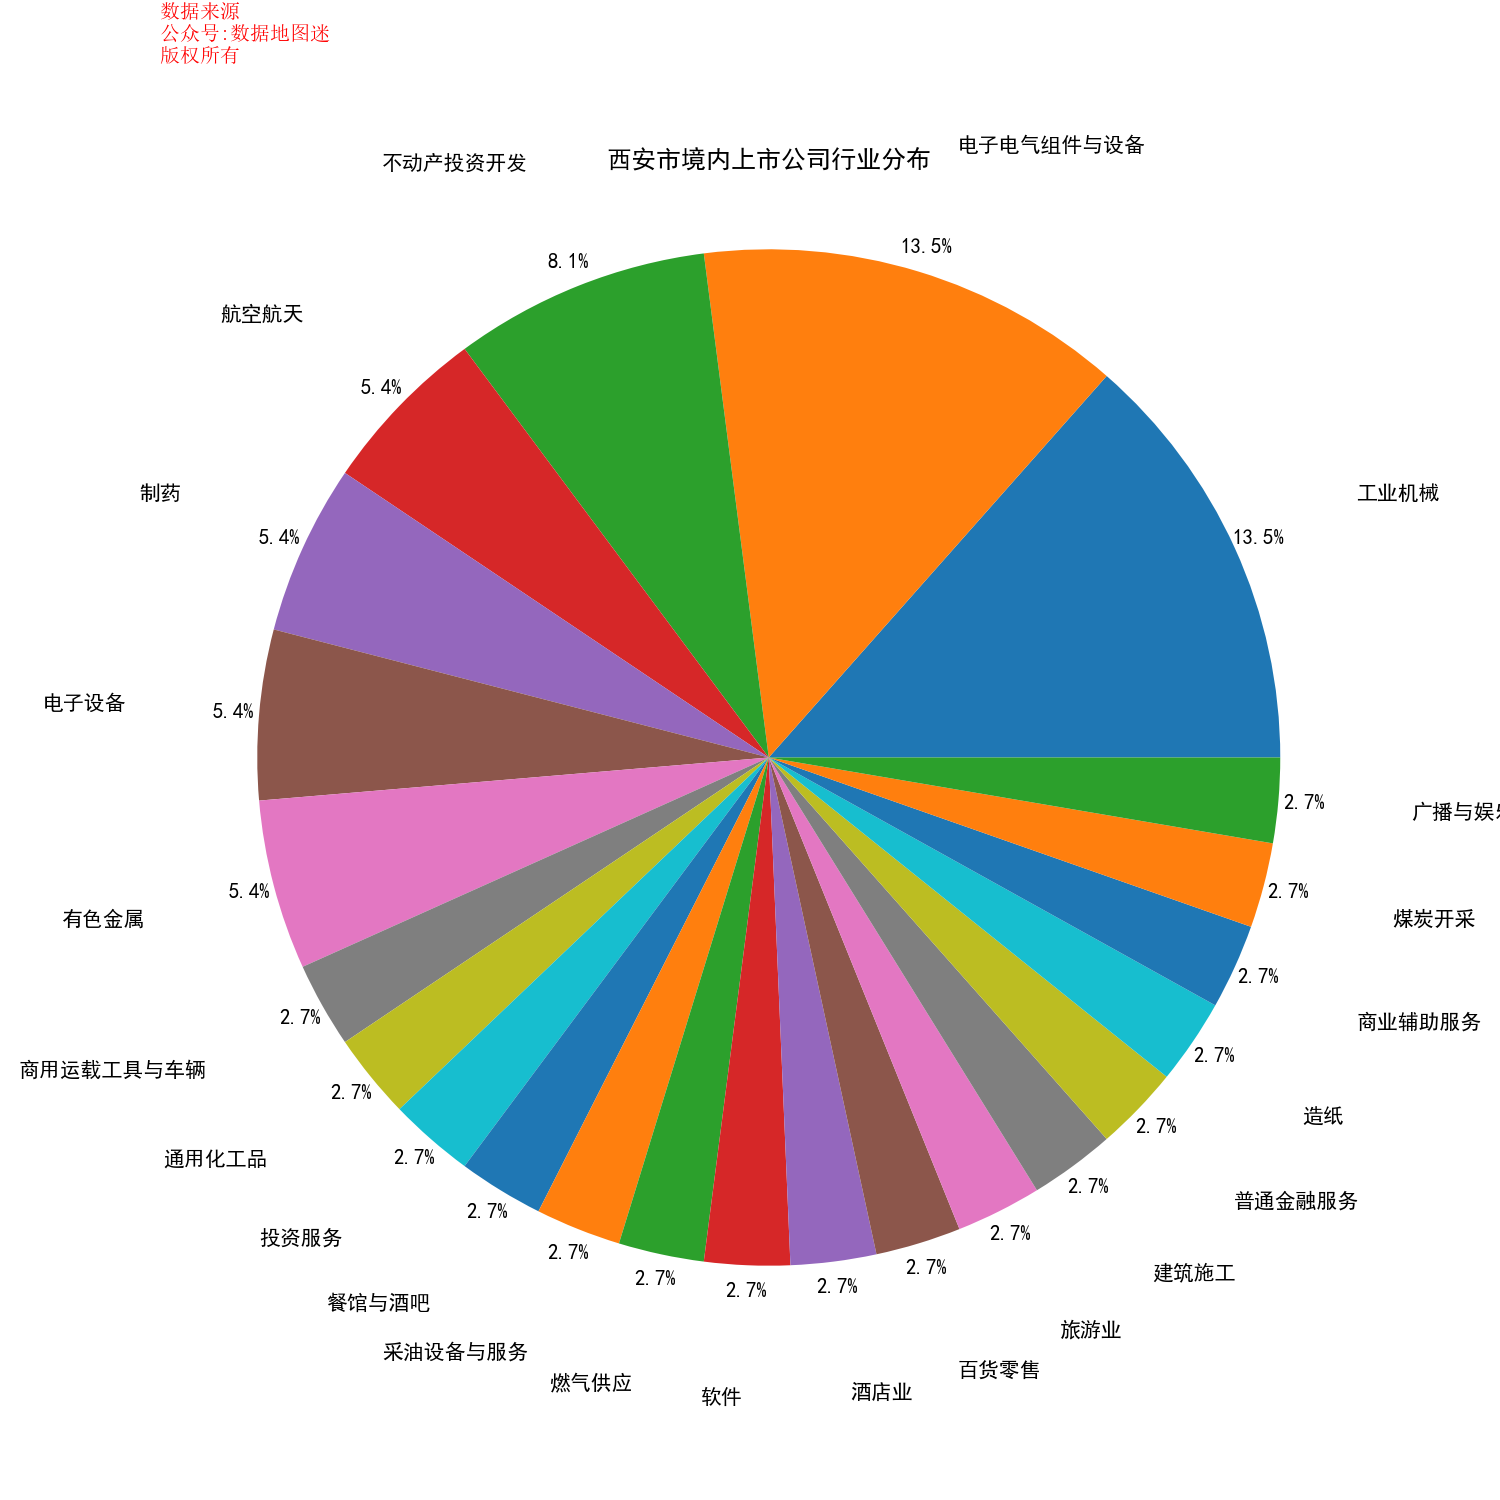 数据来源
公众号:数据地图迷
版权所有
西安市境内上市公司行业分布
电子电气组件与设备
13.5%
不动产投资开发
8.1%
航空航天
5.4%
制药
5.4%
电子设备
5.4%
有色金属
5.4%
商用运载工具与车辆
2.7%
通用化工品
2.7%
投资服务
2.7%
餐馆与酒吧
2.7%
采油设备与服务
2.7%
燃气供应
2.7%
软件
2.7%
酒店业
2.7%
百货零售
2.7%
旅游业
2.7%
建筑施工
2.7%
普通金融服务
2.7%
造纸
2.7%
商业辅助服务
2.7%
煤炭开采
2.7%
广播与娱乐
2.7%
工业机械
13.5%